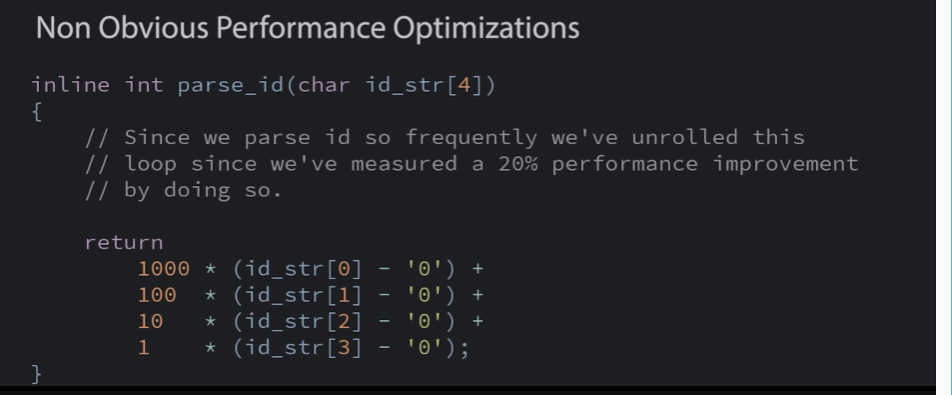 Non Obvious Performance Optimizations
inline int parse_id(char id_str[4])
{
    // Since we parse id so frequently we've unrolled this
    // loop since we've measured a 20% performance improvement
    // by doing so.
    return
        1000 * (id_str[0] - '0') +
        100  * (id_str[1] - '0') +
        10   * (id_str[2] - '0') +
        1    * (id_str[3] - '0');
}